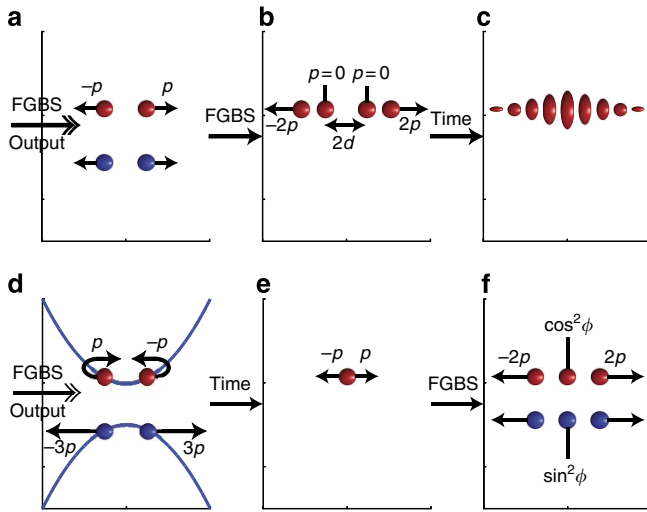 a
b
c
–p
p
FGBS
Output
p=0
p=0
FGBS
–2p
2p
2d
Time
d
e
f
p
–p
FGBS
Output
–3p
3p
Time
–p
p
FGBS
cos²ϕ
–2p
2p
sin²ϕ